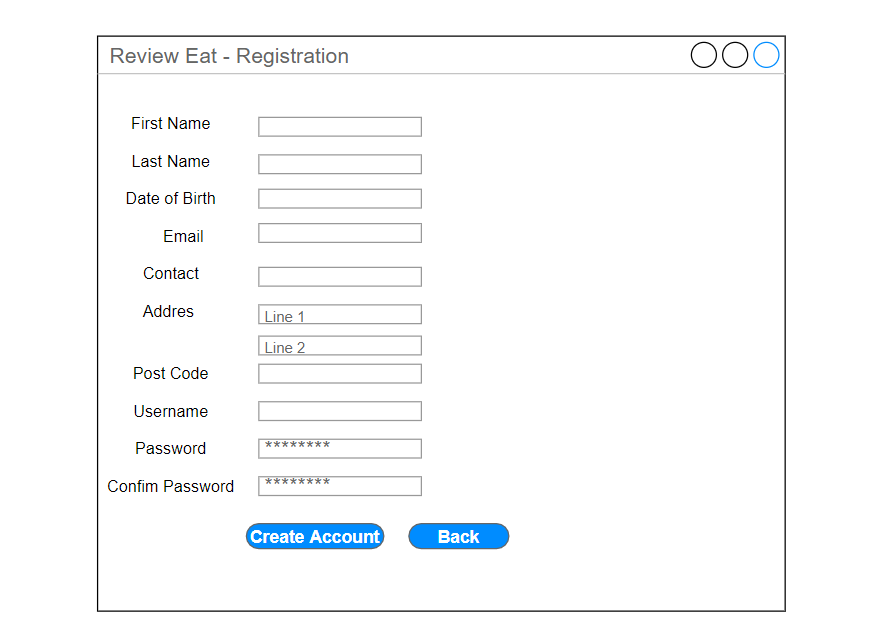 Review Eat - Registration
First Name
Last Name
Date of Birth
Email
Contact
Addres Line 1
Line 2
Post Code
Username
Password ********
Confim Password ********
Create Account Back